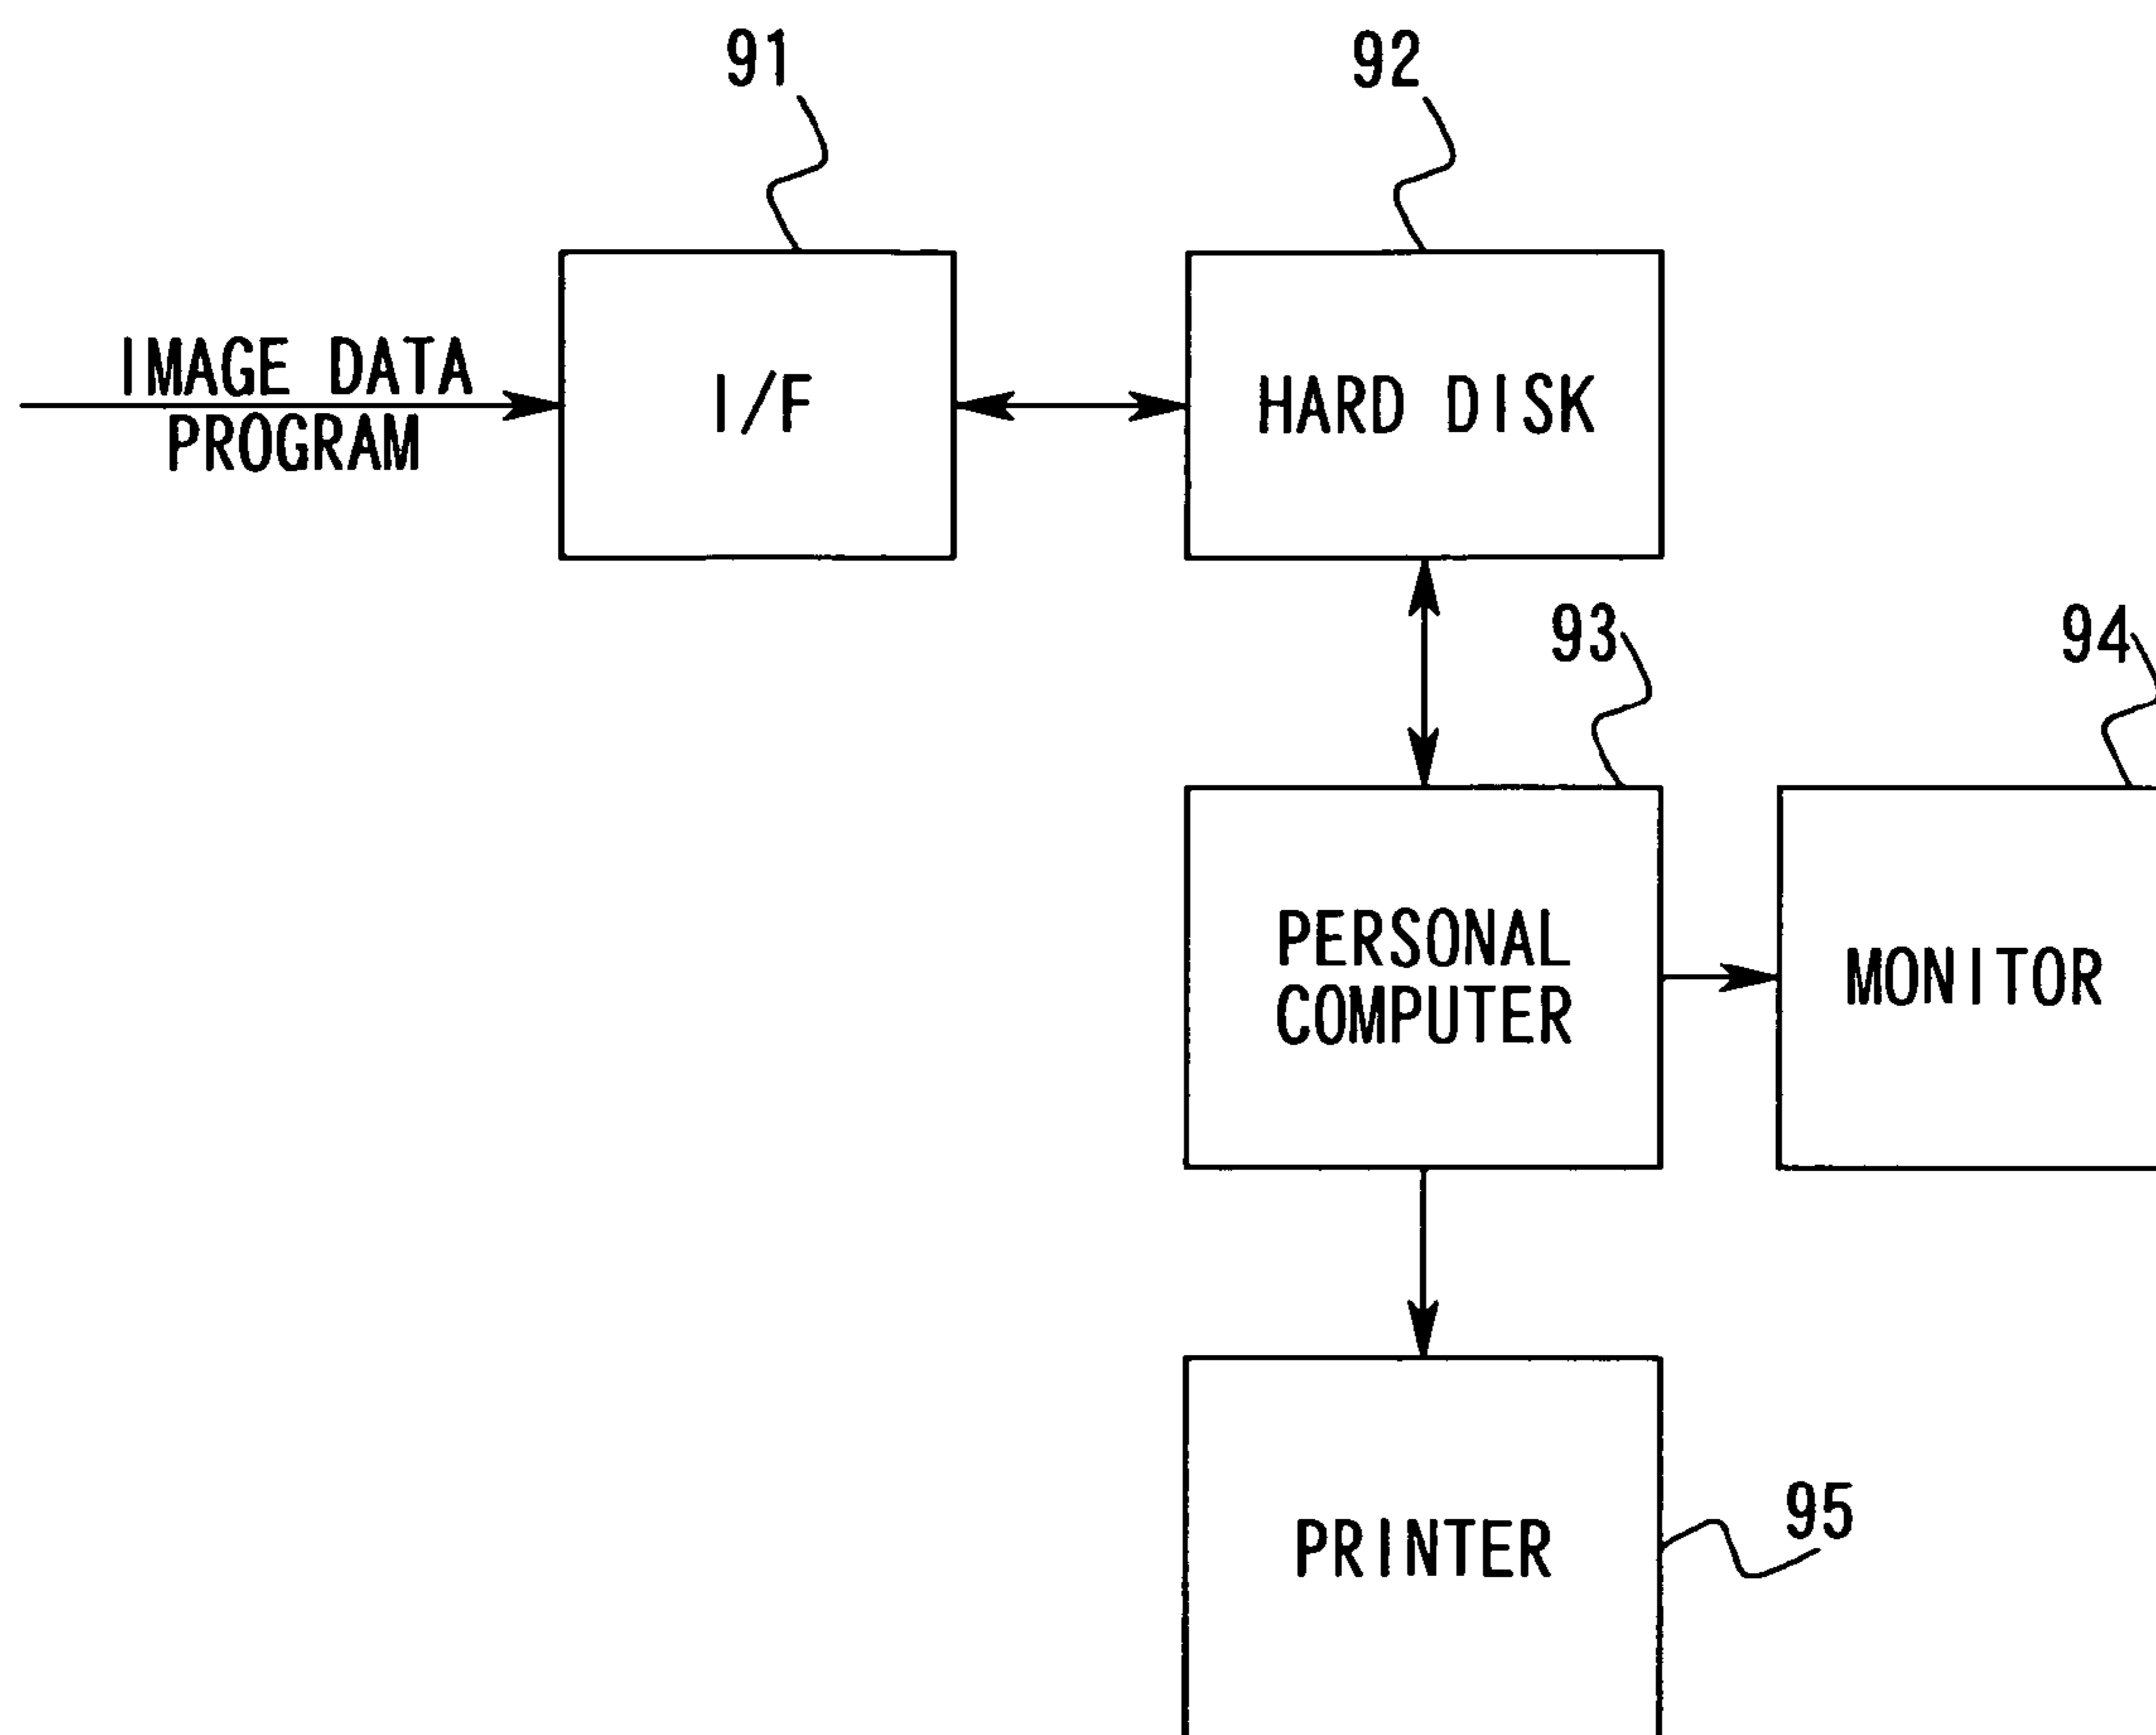 91
92
IMAGE DATA
PROGRAM
I/F
HARD DISK
93
94
PERSONAL
COMPUTER
MONITOR
PRINTER
95